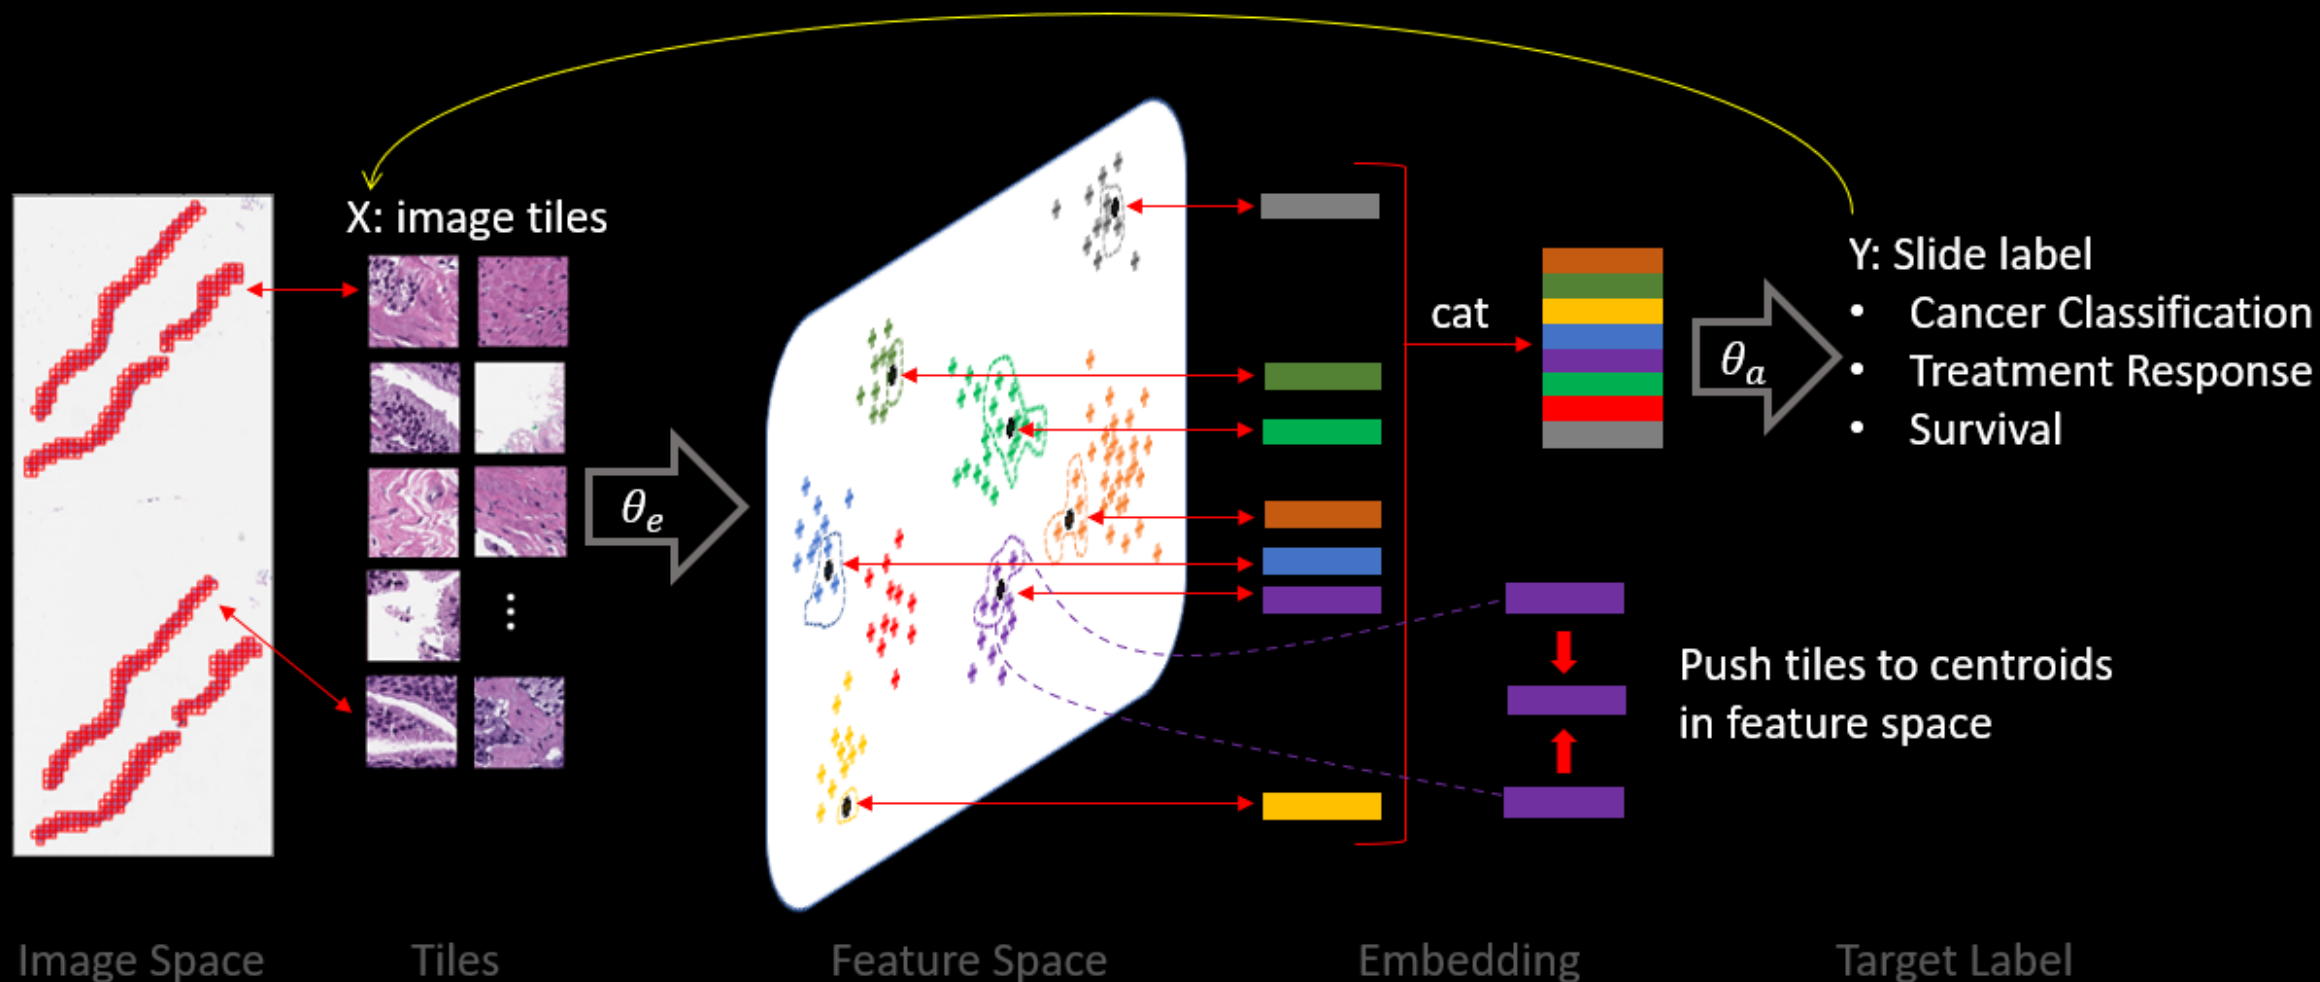 X: image tiles
θe
cat
θa
Y: Slide label
• Cancer Classification
• Treatment Response
• Survival
Push tiles to centroids
in feature space
Image Space
Tiles
Feature Space
Embedding
Target Label